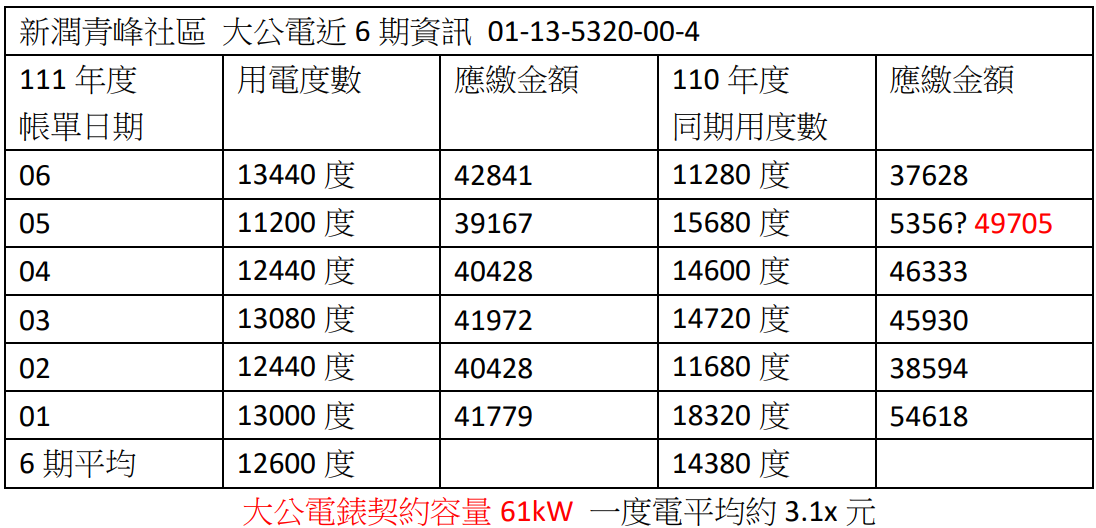 新潤青峰社區 大公電近 6 期資訊 01-13-5320-00-4
111 年度 帳單日期 用電度數 應繳金額 110 年度 同期用度數 應繳金額
06 13440 度 42841 11280 度 37628
05 11200 度 39167 15680 度 5356? 49705
04 12440 度 40428 14600 度 46333
03 13080 度 41972 14720 度 45930
02 12440 度 40428 11680 度 38594
01 13000 度 41779 18320 度 54618
6 期平均 12600 度 14380 度
大公電錶契約容量 61kW 一度電平均約 3.1x 元